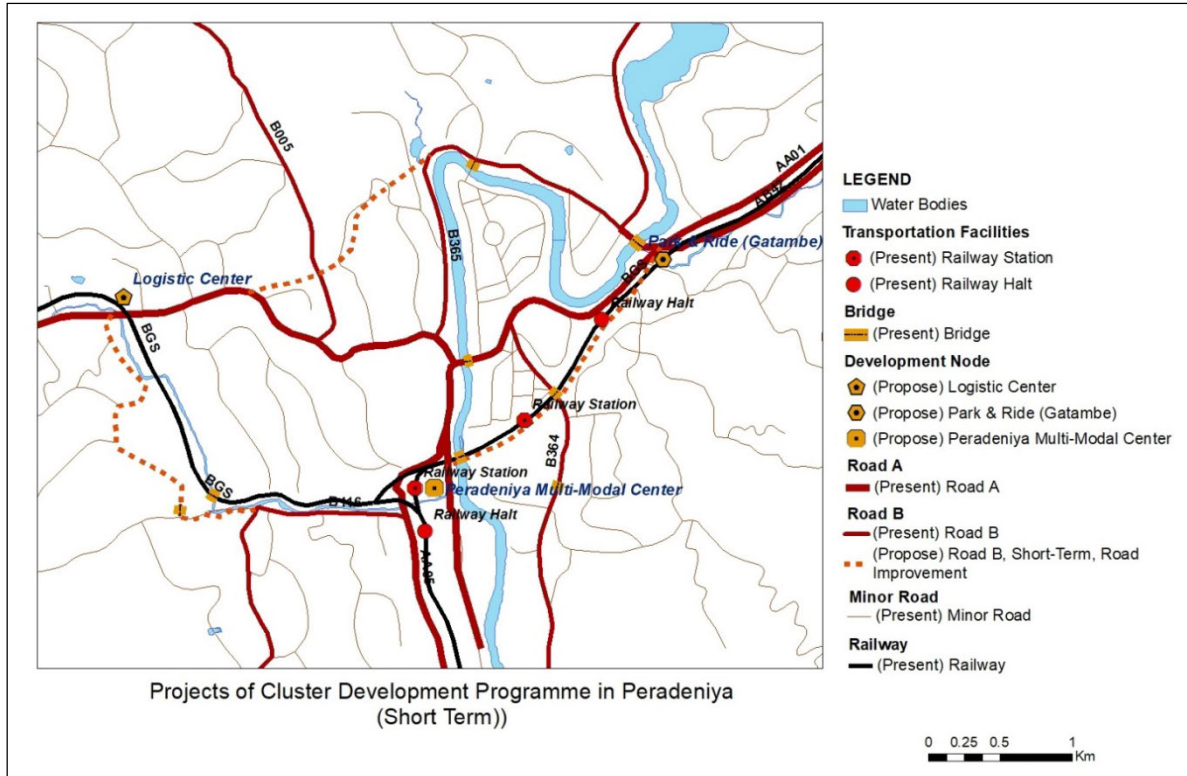 B005
AA01
AB42
B365
Park & Ride (Gatambe)
BGS
Logistic Center
Railway Halt
BGS
Railway Station
B364
Railway Station
Peradeniya Multi-Modal Center
BGS
Railway Halt
AA05
LEGEND
Water Bodies
Transportation Facilities
(Present) Railway Station
(Present) Railway Halt
Bridge
(Present) Bridge
Development Node
(Propose) Logistic Center
(Propose) Park & Ride (Gatambe)
(Propose) Peradeniya Multi-Modal Center
Road A
(Present) Road A
Road B
(Present) Road B
(Propose) Road B, Short-Term, Road
Improvement
Minor Road
(Present) Minor Road
Railway
(Present) Railway
Projects of Cluster Development Programme in Peradeniya
(Short Term))
0 0.25 0.5 1
Km